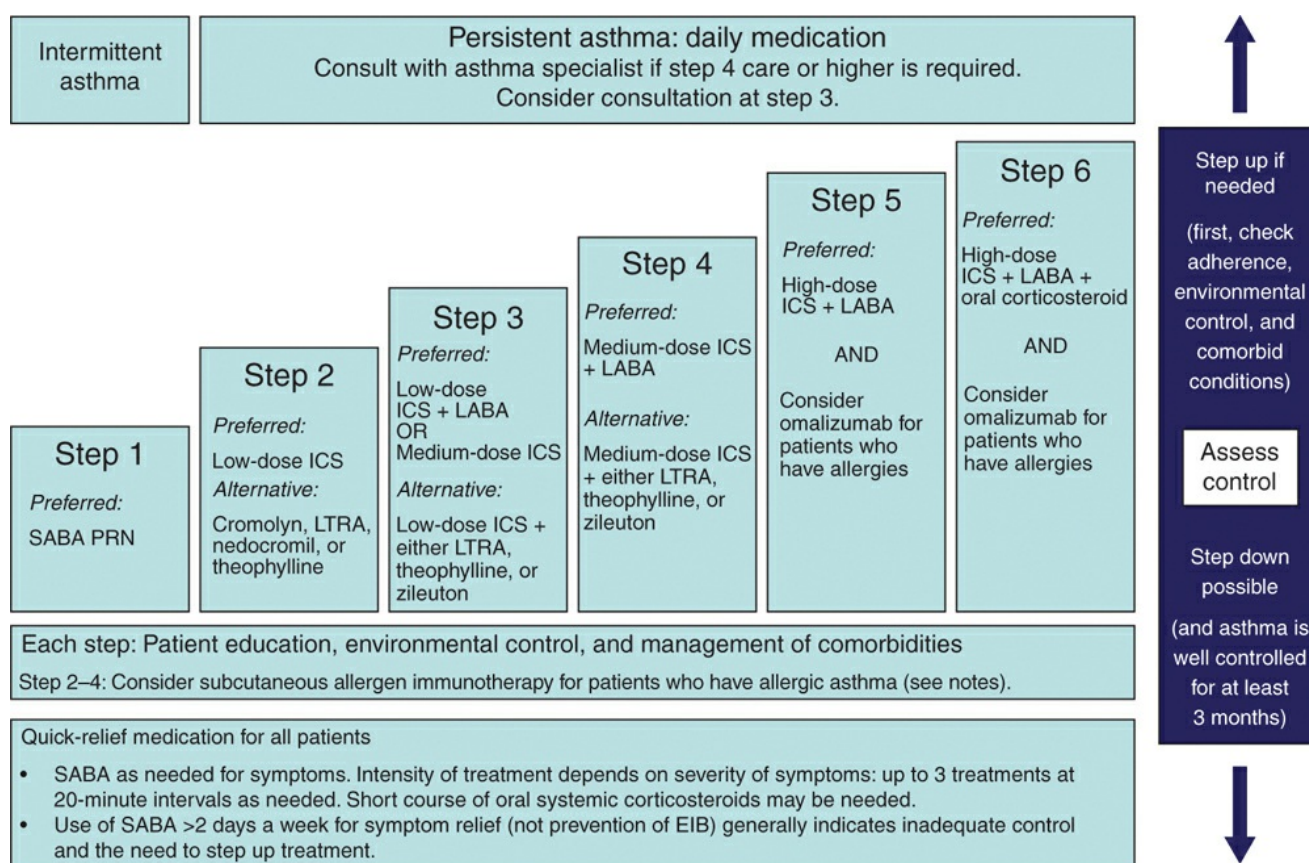 Intermittent
asthma
Persistent asthma: daily medication
Consult with asthma specialist if step 4 care or higher is required.
Consider consultation at step 3.
Step 1
Preferred:
SABA PRN
Step 2
Preferred:
Low-dose ICS
Alternative:
Cromolyn, LTRA,
nedocromil, or
theophylline
Step 3
Preferred:
Low-dose
ICS + LABA
OR
Medium-dose ICS
Alternative:
Low-dose ICS +
either LTRA,
theophylline, or
zileuton
Step 4
Preferred:
Medium-dose ICS
+ LABA
Alternative:
Medium-dose ICS
+ either LTRA,
theophylline, or
zileuton
Step 5
Preferred:
High-dose
ICS + LABA
AND
Consider
omalizumab for
patients who
have allergies
Step 6
Preferred:
High-dose
ICS + LABA +
oral corticosteroid
AND
Consider
omalizumab for
patients who
have allergies
Each step: Patient education, environmental control, and management of comorbidities
Step 2–4: Consider subcutaneous allergen immunotherapy for patients who have allergic asthma (see notes).
Quick-relief medication for all patients
• SABA as needed for symptoms. Intensity of treatment depends on severity of symptoms: up to 3 treatments at
20-minute intervals as needed. Short course of oral systemic corticosteroids may be needed.
• Use of SABA >2 days a week for symptom relief (not prevention of EIB) generally indicates inadequate control
and the need to step up treatment.
Step up if
needed
(first, check
adherence,
environmental
control, and
comorbid
conditions)
Assess
control
Step down
possible
(and asthma is
well controlled
for at least
3 months)